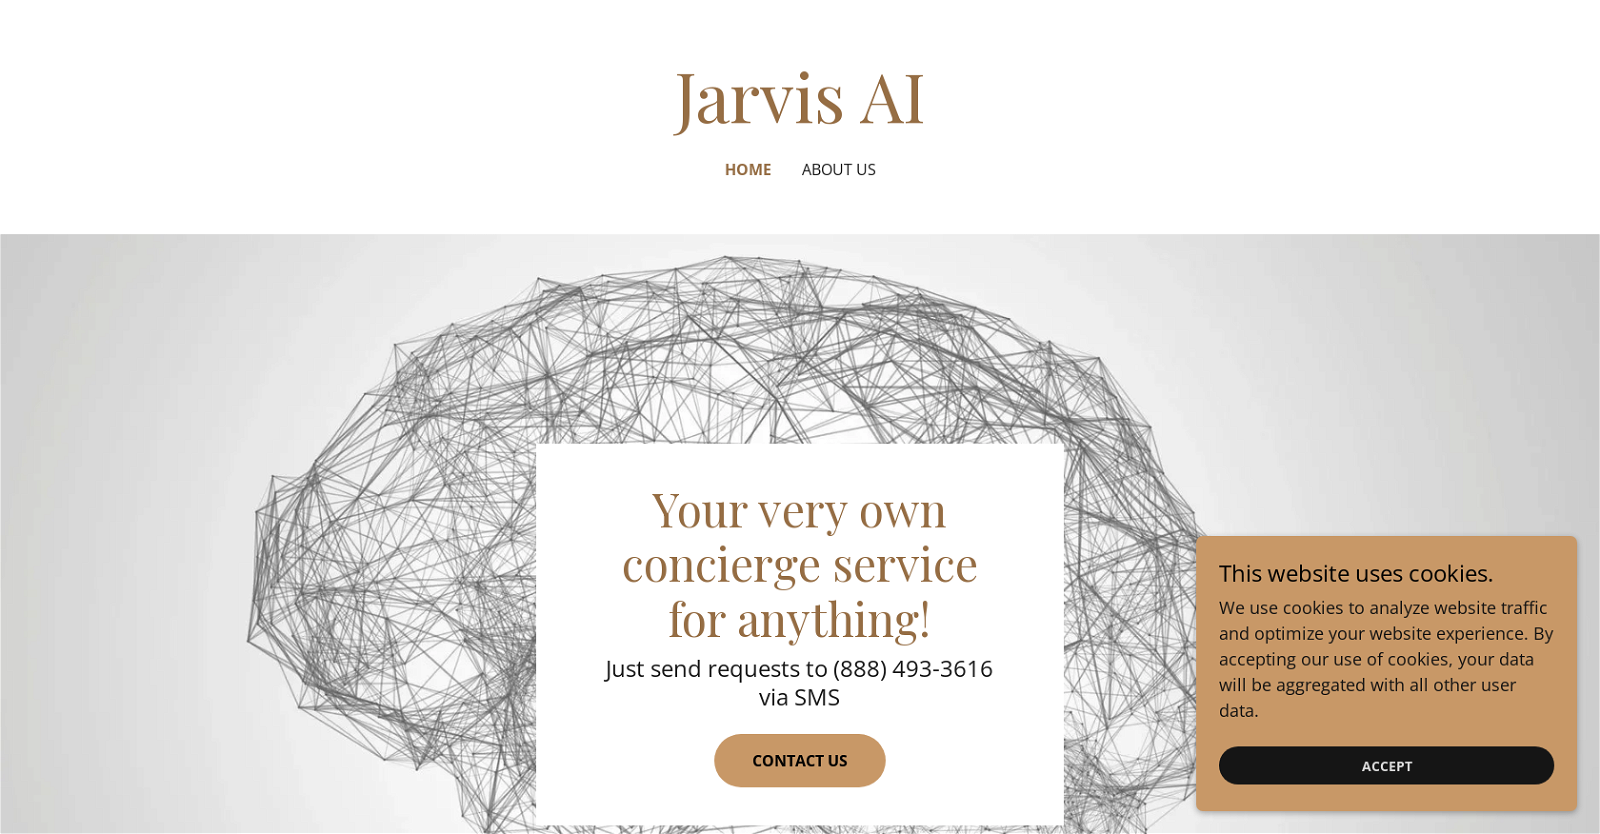 Jarvis AI
HOME ABOUT US
Your very own
concierge service
for anything!
Just send requests to (888) 493-3616
via SMS
CONTACT US
This website uses cookies.
We use cookies to analyze website traffic
and optimize your website experience. By
accepting our use of cookies, your data
will be aggregated with all other user
data.
ACCEPT